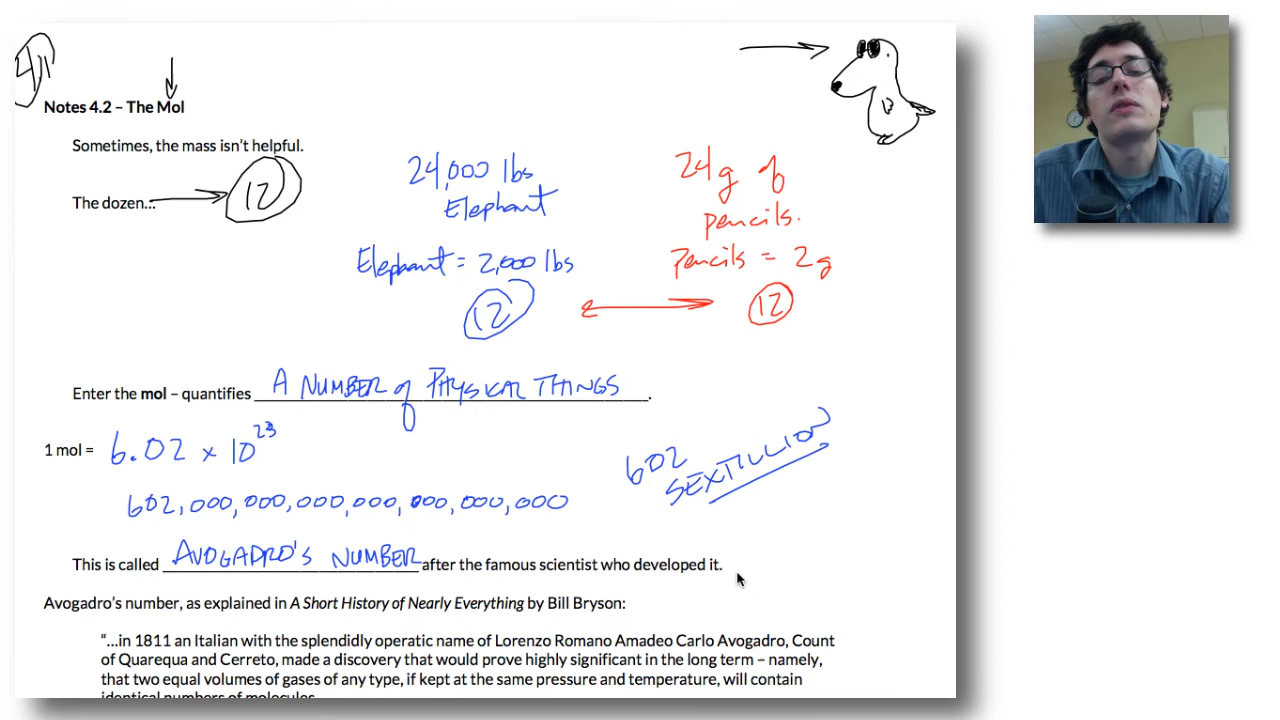 Notes 4.2 – The Mol
Sometimes, the mass isn't helpful.
The dozen... 12
24,000 lbs
Elephant
Elephant = 2,000 lbs
12
24g of
pencils.
Pencils = 2g
12
Enter the mol – quantifies A NUMBER of PHYSICAL THINGS.
1 mol = 6.02 x 10^23
602,000,000,000,000,000,000,000
602
SEXTILLION
This is called AVOGADRO'S NUMBER after the famous scientist who developed it.
Avogadro's number, as explained in A Short History of Nearly Everything by Bill Bryson:
"...in 1811 an Italian with the splendidly operatic name of Lorenzo Romano Amadeo Carlo Avogadro, Count
of Quarequa and Cerreto, made a discovery that would prove highly significant in the long term – namely,
that two equal volumes of gases of any type, if kept at the same pressure and temperature, will contain
identical numbers of molecules.